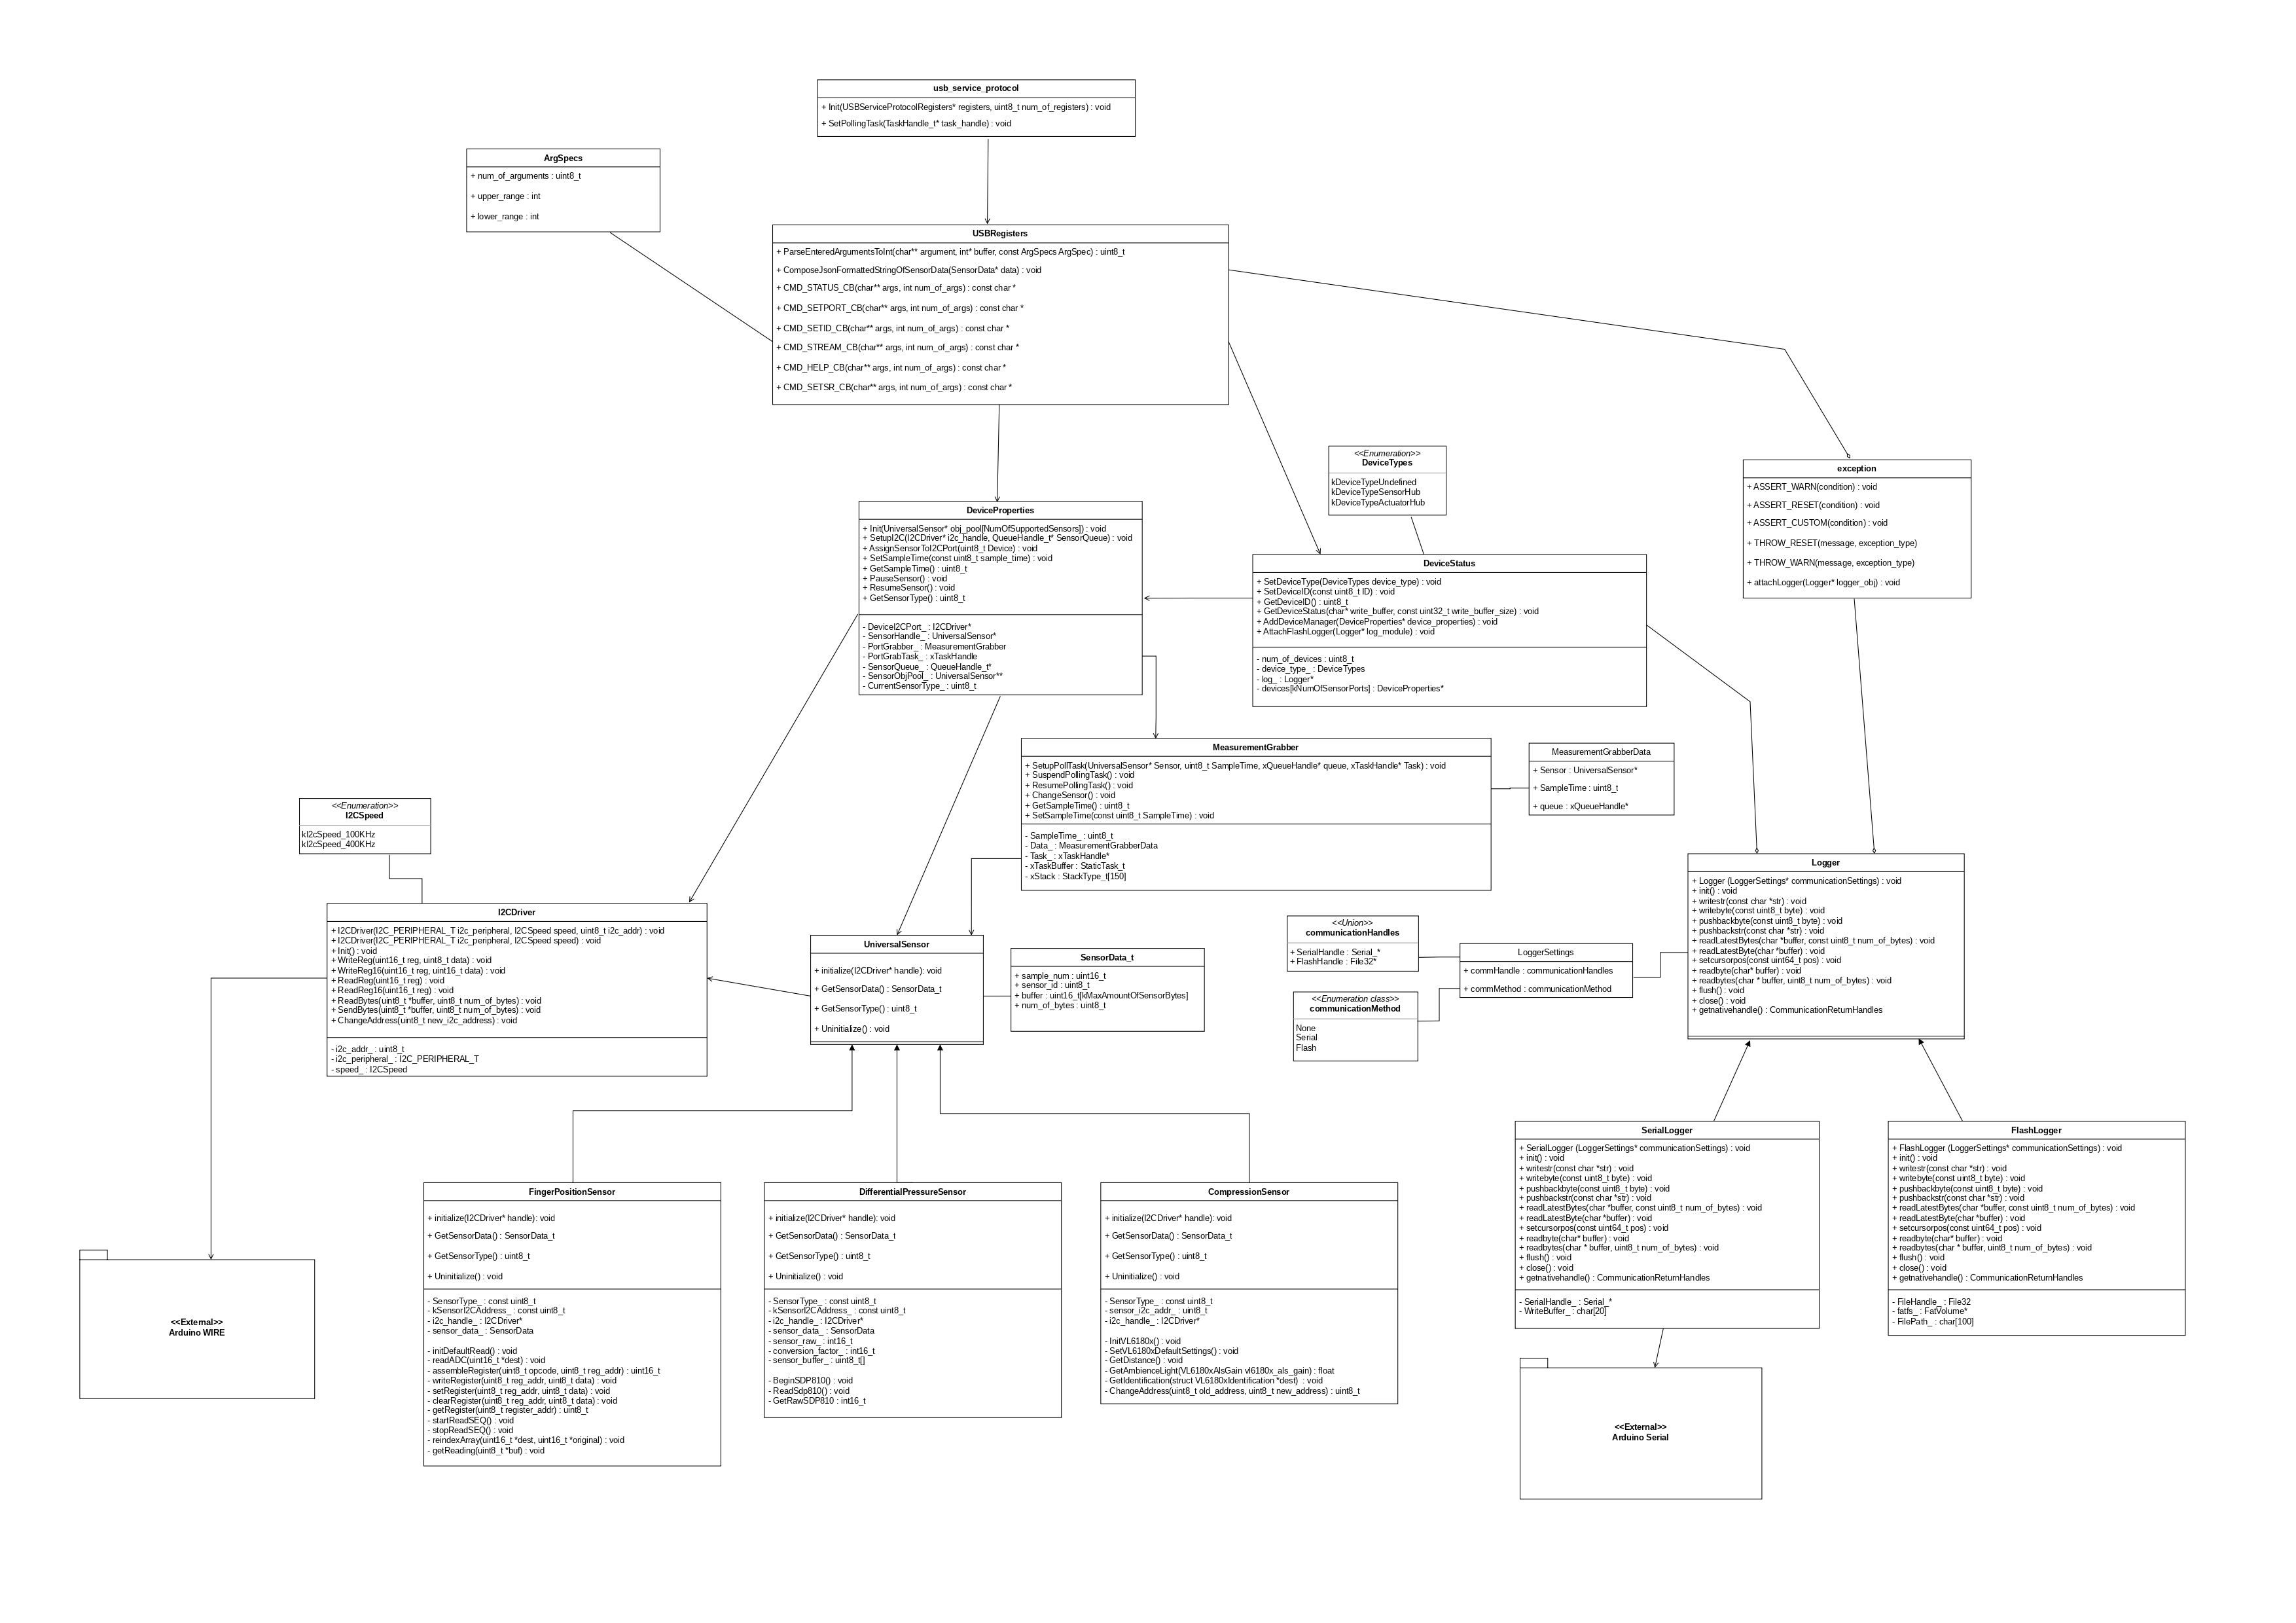 usb_service_protocol
+ Init(USBServiceProtocolRegisters* registers, uint8_t num_of_registers) : void
+ SetPollingTask(TaskHandle_t* task_handle) : void
ArgSpecs
+ num_of_arguments : uint8_t
+ upper_range : int
+ lower_range : int
USBRegisters
+ ParseEnteredArgumentsToInt(char** argument, int* buffer, const ArgSpecs ArgSpec) : uint8_t
+ ComposeJsonFormattedStringOfSensorData(SensorData* data) : void
+ CMD_STATUS_CB(char** args, int num_of_args) : const char *
+ CMD_SETPORT_CB(char** args, int num_of_args) : const char *
+ CMD_SETID_CB(char** args, int num_of_args) : const char *
+ CMD_STREAM_CB(char** args, int num_of_args) : const char *
+ CMD_HELP_CB(char** args, int num_of_args) : const char *
+ CMD_SETSR_CB(char** args, int num_of_args) : const char *
<<Enumeration>>
DeviceTypes
kDeviceTypeUndefined
kDeviceTypeSensorHub
kDeviceTypeActuatorHub
exception
+ ASSERT_WARN(condition) : void
+ ASSERT_RESET(condition) : void
+ ASSERT_CUSTOM(condition) : void
+ THROW_RESET(message, exception_type)
+ THROW_WARN(message, exception_type)
+ attachLogger(Logger* logger_obj) : void
DeviceProperties
+ Init(UniversalSensor* obj_pool[NumOfSupportedSensors]) : void
+ SetupI2C(I2CDriver* i2c_handle, QueueHandle_t* SensorQueue) : void
+ AssignSensorToI2CPort(uint8_t Device) : void
+ SetSampleTime(const uint8_t sample_time) : void
+ GetSampleTime() : uint8_t
+ PauseSensor() : void
+ ResumeSensor() : void
+ GetSensorType() : uint8_t
- DeviceI2CPort_ : I2CDriver*
- SensorHandle_ : UniversalSensor*
- PortGrabber_ : MeasurementGrabber
- PortGrabTask_ : xTaskHandle
- SensorQueue_ : QueueHandle_t*
- SensorObjPool_ : UniversalSensor**
- CurrentSensorType_ : uint8_t
DeviceStatus
+ SetDeviceType(DeviceTypes device_type) : void
+ SetDeviceID(const uint8_t ID) : void
+ GetDeviceID() : uint8_t
+ GetDeviceStatus(char* write_buffer, const uint32_t write_buffer_size) : void
+ AddDeviceManager(DeviceProperties* device_properties) : void
+ AttachFlashLogger(Logger* log_module) : void
- num_of_devices : uint8_t
- device_type_ : DeviceTypes
- log_ : Logger*
- devices[kNumOfSensorPorts] : DeviceProperties*
MeasurementGrabber
+ SetupPollTask(UniversalSensor* Sensor, uint8_t SampleTime, xQueueHandle* queue, xTaskHandle* Task) : void
+ SuspendPollingTask() : void
+ ResumePollingTask() : void
+ ChangeSensor() : void
+ GetSampleTime() : uint8_t
+ SetSampleTime(const uint8_t SampleTime) : void
- SampleTime_ : uint8_t
- Data_ : MeasurementGrabberData
- Task_ : xTaskHandle*
- xTaskBuffer : StaticTask_t
- xStack : StackType_t[150]
MeasurementGrabberData
+ Sensor : UniversalSensor*
+ SampleTime : uint8_t
+ queue : xQueueHandle*
<<Enumeration>>
I2CSpeed
kI2cSpeed_100KHz
kI2cSpeed_400KHz
I2CDriver
+ I2CDriver(I2C_PERIPHERAL_T i2c_peripheral, I2CSpeed speed, uint8_t i2c_addr) : void
+ I2CDriver(I2C_PERIPHERAL_T i2c_peripheral, I2CSpeed speed) : void
+ Init() : void
+ WriteReg(uint16_t reg, uint8_t data) : void
+ WriteReg16(uint16_t reg, uint16_t data) : void
+ ReadReg(uint16_t reg) : void
+ ReadReg16(uint16_t reg) : void
+ ReadBytes(uint8_t *buffer, uint8_t num_of_bytes) : void
+ SendBytes(uint8_t *buffer, uint8_t num_of_bytes) : void
+ ChangeAddress(uint8_t new_i2c_address) : void
- i2c_addr_ : uint8_t
- i2c_peripheral_ : I2C_PERIPHERAL_T
- speed_ : I2CSpeed
UniversalSensor
+ initialize(I2CDriver* handle): void
+ GetSensorData() : SensorData_t
+ GetSensorType() : uint8_t
+ Uninitialize() : void
SensorData_t
+ sample_num : uint16_t
+ sensor_id : uint8_t
+ buffer : uint16_t[kMaxAmountOfSensorBytes]
+ num_of_bytes : uint8_t
<<Union>>
communicationHandles
+ SerialHandle : Serial_*
+ FlashHandle : File32*
<<Enumeration class>>
communicationMethod
None
Serial
Flash
LoggerSettings
+ commHandle : communicationHandles
+ commMethod : communicationMethod
Logger
+ Logger (LoggerSettings* communicationSettings) : void
+ init() : void
+ writestr(const char *str) : void
+ writebyte(const uint8_t byte) : void
+ pushbackbyte(const uint8_t byte) : void
+ pushbackstr(const char *str) : void
+ readLatestBytes(char *buffer, const uint8_t num_of_bytes) : void
+ readLatestByte(char *buffer) : void
+ setcursorpos(const uint64_t pos) : void
+ readbyte(char* buffer) : void
+ readbytes(char * buffer, uint8_t num_of_bytes) : void
+ flush() : void
+ close() : void
+ getnativehandle() : CommunicationReturnHandles
FingerPositionSensor
+ initialize(I2CDriver* handle): void
+ GetSensorData() : SensorData_t
+ GetSensorType() : uint8_t
+ Uninitialize() : void
- SensorType_ : const uint8_t
- kSensorI2CAddress_ : const uint8_t
- i2c_handle_ : I2CDriver*
- sensor_data_ : SensorData
- initDefaultRead() : void
- readADC(uint16_t *dest) : void
- assembleRegister(uint8_t opcode, uint8_t reg_addr) : uint16_t
- writeRegister(uint8_t reg_addr, uint8_t data) : void
- setRegister(uint8_t reg_addr, uint8_t data) : void
- clearRegister(uint8_t reg_addr, uint8_t data) : void
- getRegister(uint8_t register_addr) : uint8_t
- startReadSEQ() : void
- stopReadSEQ() : void
- reindexArray(uint16_t *dest, uint16_t *original) : void
- getReading(uint8_t *buf) : void
DifferentialPressureSensor
+ initialize(I2CDriver* handle): void
+ GetSensorData() : SensorData_t
+ GetSensorType() : uint8_t
+ Uninitialize() : void
- SensorType_ : const uint8_t
- kSensorI2CAddress_ : const uint8_t
- i2c_handle_ : I2CDriver*
- sensor_data_ : SensorData
- sensor_raw_ : int16_t
- conversion_factor_ : int16_t
- sensor_buffer_ : uint8_t[]
- BeginSDP810() : void
- ReadSdp810() : void
- GetRawSDP810 : int16_t
CompressionSensor
+ initialize(I2CDriver* handle): void
+ GetSensorData() : SensorData_t
+ GetSensorType() : uint8_t
+ Uninitialize() : void
- SensorType_ : const uint8_t
- sensor_i2c_addr_ : uint8_t
- i2c_handle_ : I2CDriver*
- InitVL6180x() : void
- SetVL6180xDefaultSettings() : void
- GetDistance() : void
- GetAmbienceLight(VL6180xAlsGain vl6180x_als_gain) : float
- GetIdentification(struct VL6180xIdentification *dest) : void
- ChangeAddress(uint8_t old_address, uint8_t new_address) : uint8_t
SerialLogger
+ SerialLogger (LoggerSettings* communicationSettings) : void
+ init() : void
+ writestr(const char *str) : void
+ writebyte(const uint8_t byte) : void
+ pushbackbyte(const uint8_t byte) : void
+ pushbackstr(const char *str) : void
+ readLatestBytes(char *buffer, const uint8_t num_of_bytes) : void
+ readLatestByte(char *buffer) : void
+ setcursorpos(const uint64_t pos) : void
+ readbyte(char* buffer) : void
+ readbytes(char * buffer, uint8_t num_of_bytes) : void
+ flush() : void
+ close() : void
+ getnativehandle() : CommunicationReturnHandles
- SerialHandle_ : Serial_*
- WriteBuffer_ : char[20]
FlashLogger
+ FlashLogger (LoggerSettings* communicationSettings) : void
+ init() : void
+ writestr(const char *str) : void
+ writebyte(const uint8_t byte) : void
+ pushbackbyte(const uint8_t byte) : void
+ pushbackstr(const char *str) : void
+ readLatestBytes(char *buffer, const uint8_t num_of_bytes) : void
+ readLatestByte(char *buffer) : void
+ setcursorpos(const uint64_t pos) : void
+ readbyte(char* buffer) : void
+ readbytes(char * buffer, uint8_t num_of_bytes) : void
+ flush() : void
+ close() : void
+ getnativehandle() : CommunicationReturnHandles
- FileHandle_ : File32
- fatfs_ : FatVolume*
- FilePath_ : char[100]
<<External>>
Arduino WIRE
<<External>>
Arduino Serial